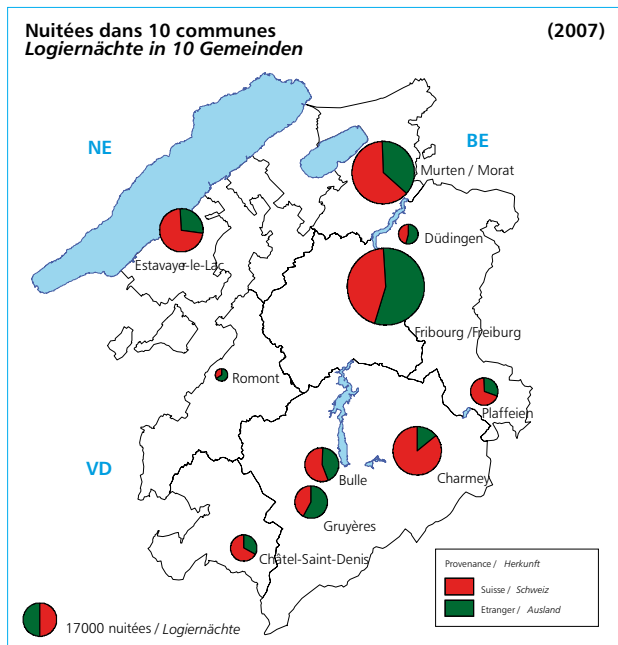 Nuitées dans 10 communes (2007)
Logiernächte in 10 Gemeinden
NE
BE
Murten / Morat
Düdingen
Estavayer-le-Lac
Fribourg /Freiburg
Romont
Plaffeien
VD
Bulle
Charmey
Gruyères
Châtel-Saint-Denis
Provenance / Herkunft
Suisse / Schweiz
Etranger / Ausland
17000 nuitées / Logiernächte